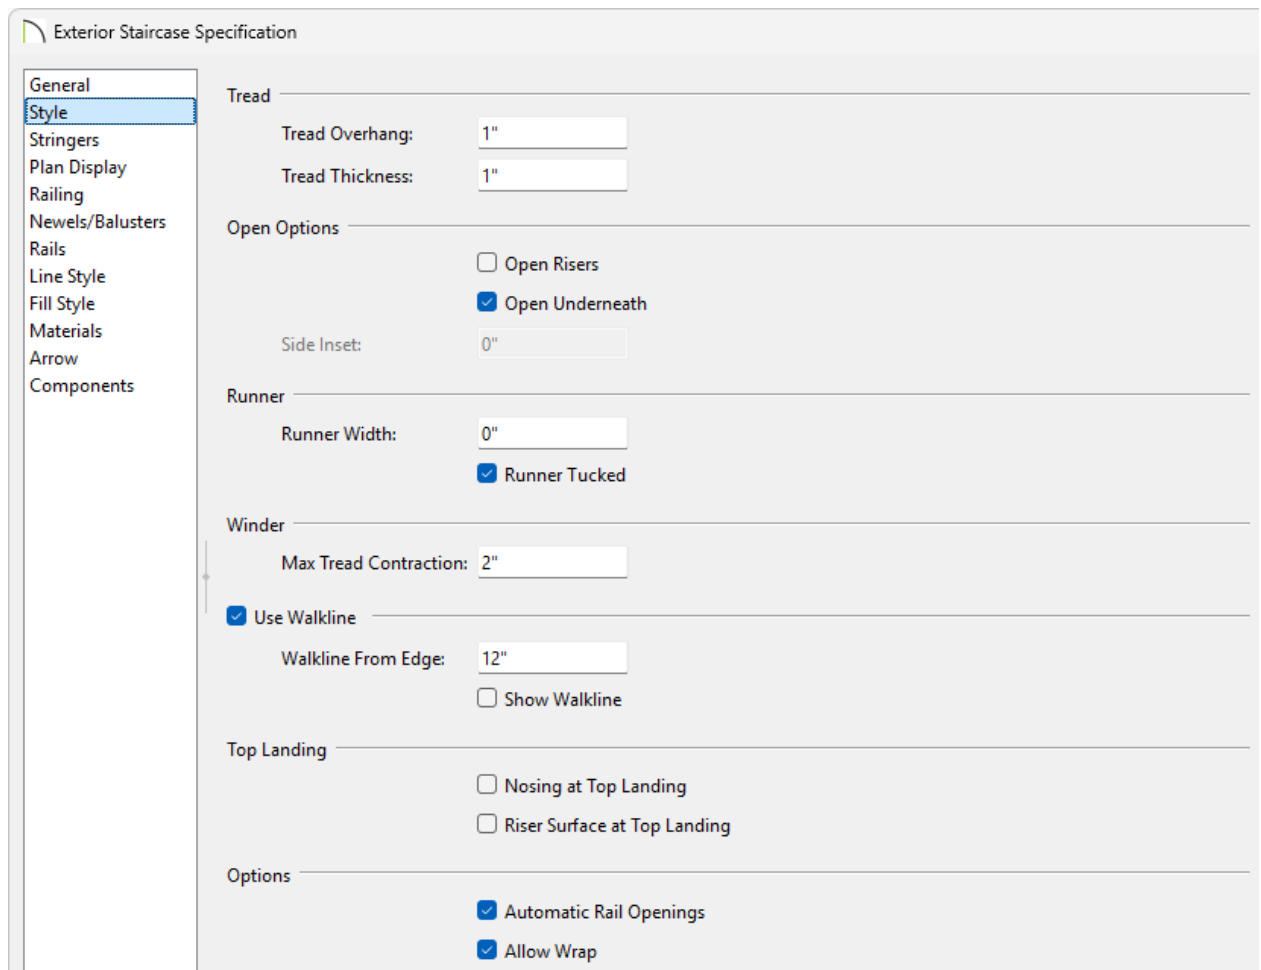 Exterior Staircase Specification
General
Style
Stringers
Plan Display
Railing
Newels/Balusters
Rails
Line Style
Fill Style
Materials
Arrow
Components
Tread
Tread Overhang: 1"
Tread Thickness: 1"
Open Options
Open Risers
Open Underneath
Side Inset: 0"
Runner
Runner Width: 0"
Runner Tucked
Winder
Max Tread Contraction: 2"
Use Walkline
Walkline From Edge: 12"
Show Walkline
Top Landing
Nosing at Top Landing
Riser Surface at Top Landing
Options
Automatic Rail Openings
Allow Wrap